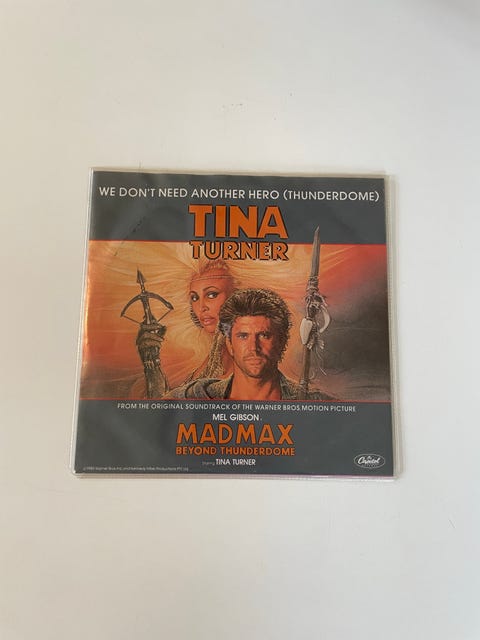 WE DON'T NEED ANOTHER HERO (THUNDERDOME)
TINA
TURNER
FROM THE ORIGINAL SOUNDTRACK OF THE WARNER BROS. MOTION PICTURE
MEL GIBSON.
MAD MAX
BEYOND THUNDERDOME
TINA TURNER
Capitol